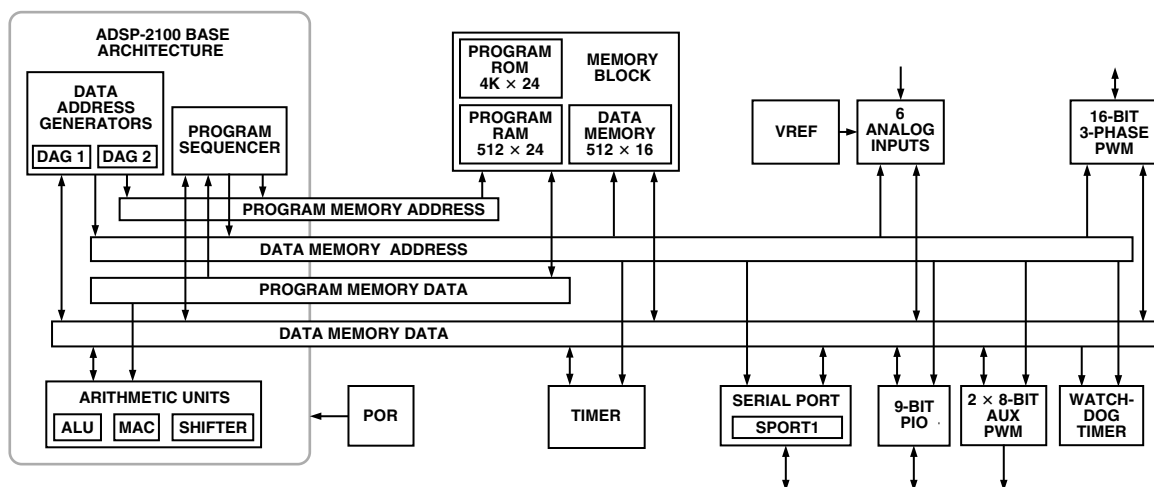 ADSP-2100 BASE
ARCHITECTURE
DATA
ADDRESS
GENERATORS
DAG 1
DAG 2
PROGRAM
SEQUENCER
PROGRAM
ROM
4K × 24
MEMORY
BLOCK
PROGRAM
RAM
512 × 24
DATA
MEMORY
512 × 16
VREF
6
ANALOG
INPUTS
16-BIT
3-PHASE
PWM
PROGRAM MEMORY ADDRESS
DATA MEMORY ADDRESS
PROGRAM MEMORY DATA
DATA MEMORY DATA
ARITHMETIC UNITS
ALU
MAC
SHIFTER
POR
TIMER
SERIAL PORT
SPORT1
9-BIT
PIO
2 × 8-BIT
AUX
PWM
WATCH-
DOG
TIMER